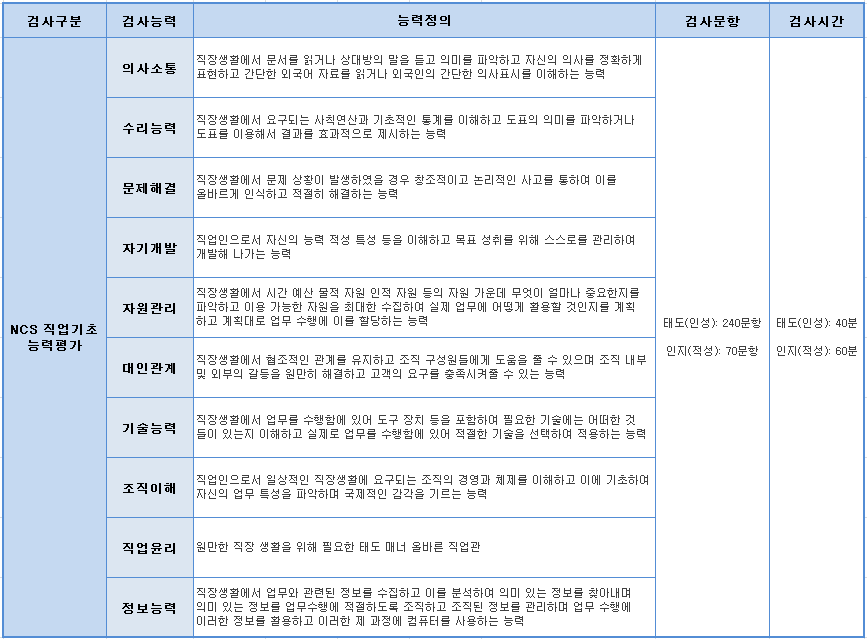 검사구분 검사능력 능력정의 검사문항 검사시간
NCS 직업기초
능력평가
의사소통
직장생활에서 문서를 읽거나 상대방의 말을 듣고 의미를 파악하고 자신의 의사를 정확하게
표현하고 간단한 외국어 자료를 읽거나 외국인의 간단한 의사표시를 이해하는 능력
수리능력
직장생활에서 요구되는 사칙연산과 기초적인 통계를 이해하고 도표의 의미를 파악하거나
도표를 이용해서 결과를 효과적으로 제시하는 능력
문제해결
직장생활에서 문제 상황이 발생하였을 경우 창조적이고 논리적인 사고를 통하여 이를
올바르게 인식하고 적절히 해결하는 능력
자기개발
직업인으로서 자신의 능력 적성 특성 등을 이해하고 목표 성취를 위해 스스로를 관리하여
개발해 나가는 능력
자원관리
직장생활에서 시간 예산 물적 자원 인적 자원 등의 자원 가운데 무엇이 얼마나 중요한지를
파악하고 이용 가능한 자원을 최대한 수집하여 실제 업무에 어떻게 활용할 것인지를 계획
하고 계획대로 업무 수행에 이를 할당하는 능력
대인관계
직장생활에서 협조적인 관계를 유지하고 조직 구성원들에게 도움을 줄 수 있으며 조직 내부
및 외부의 갈등을 원만히 해결하고 고객의 요구를 충족시켜줄 수 있는 능력
기술능력
직장생활에서 업무를 수행함에 있어 도구 장치 등을 포함하여 필요한 기술에는 어떠한 것
들이 있는지 이해하고 실제로 업무를 수행함에 있어 적절한 기술을 선택하여 적용하는 능력
조직이해
직업인으로서 일상적인 직장생활에 요구되는 조직의 경영과 체제를 이해하고 이에 기초하여
자신의 업무 특성을 파악하며 국제적인 감각을 기르는 능력
직업윤리
원만한 직장 생활을 위해 필요한 태도 매너 올바른 직업관
정보능력
직장생활에서 업무와 관련된 정보를 수집하고 이를 분석하여 의미 있는 정보를 찾아내며
의미 있는 정보를 업무수행에 적절하도록 조직하고 조직된 정보를 관리하며 업무 수행에
이러한 정보를 활용하고 이러한 제 과정에 컴퓨터를 사용하는 능력
태도(인성): 240문항
인지(적성): 70문항
태도(인성): 40분
인지(적성): 60분